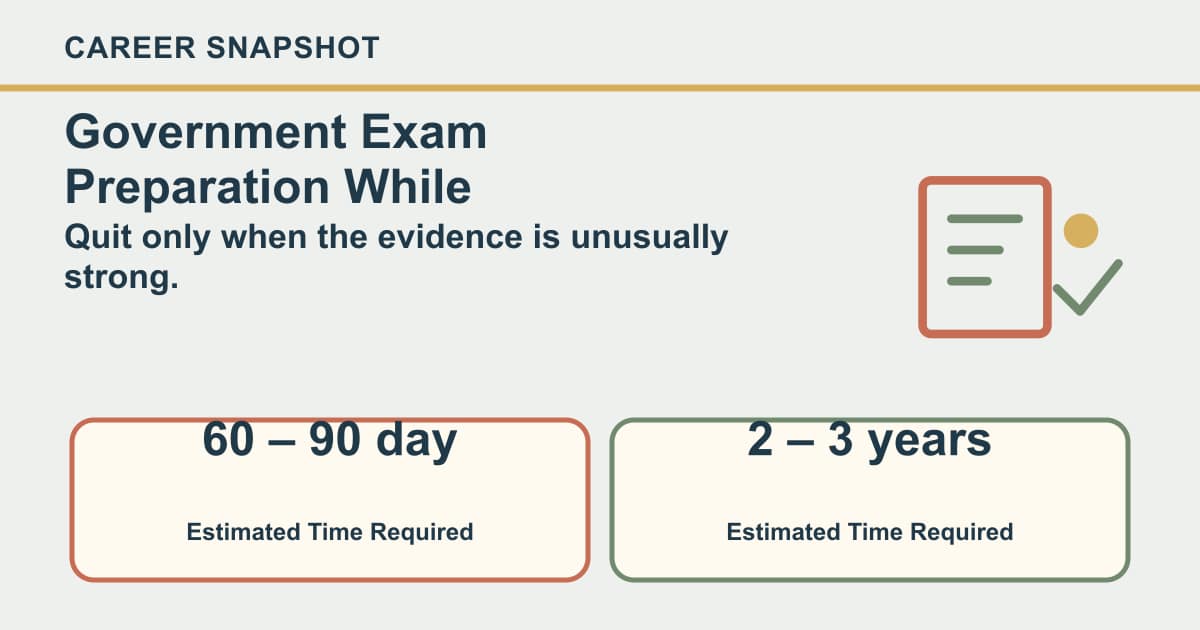 CAREER SNAPSHOT
Government Exam
Preparation While
Quit only when the evidence is unusually
strong.
60 – 90 day
Estimated Time Required
2 – 3 years
Estimated Time Required